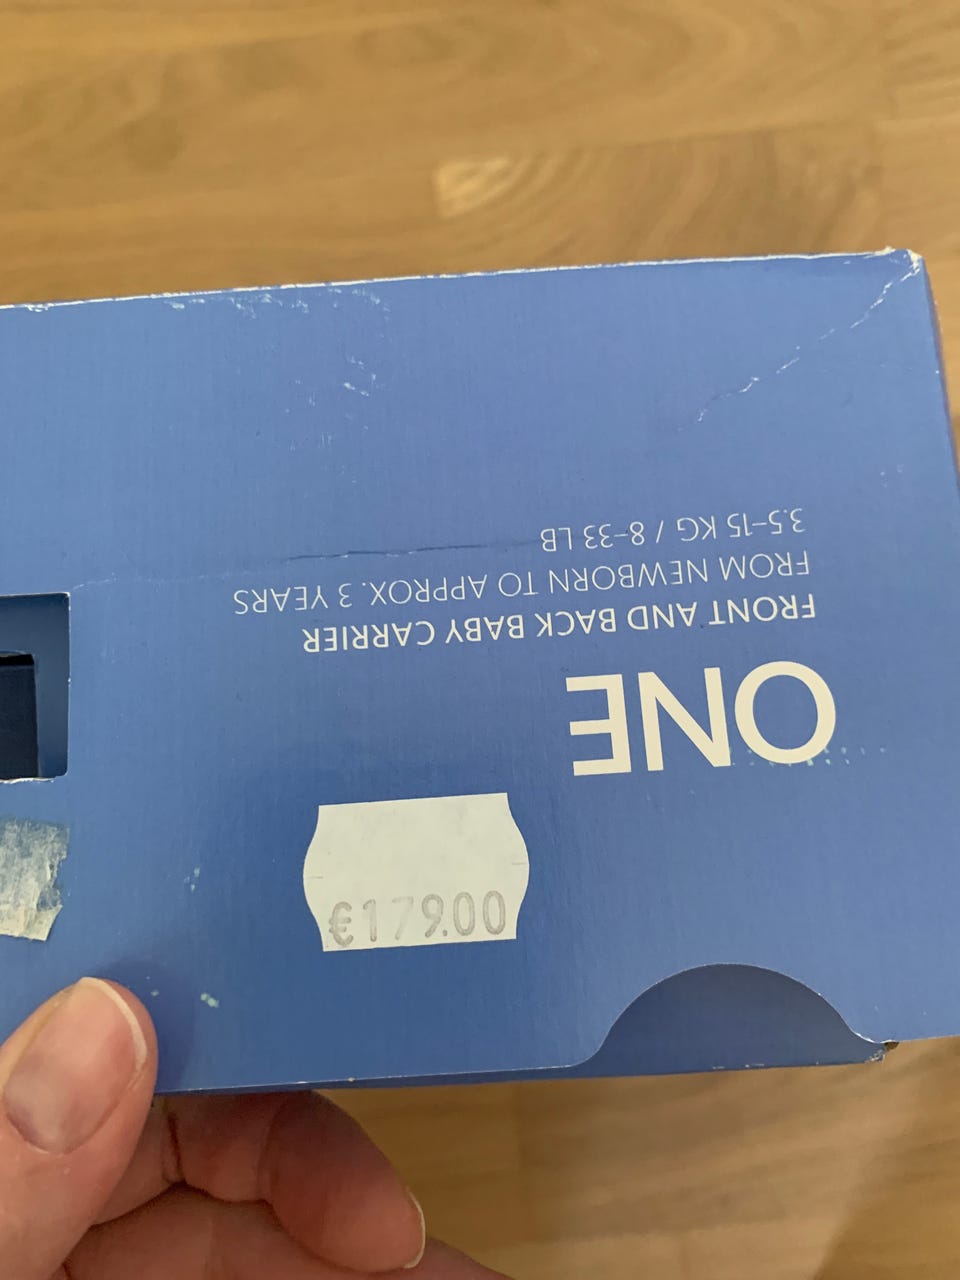 ONE
FRONT AND BACK BABY CARRIER
FROM NEWBORN TO APPROX. 3 YEARS
3.5–15 KG / 8–33 LB
€179.00